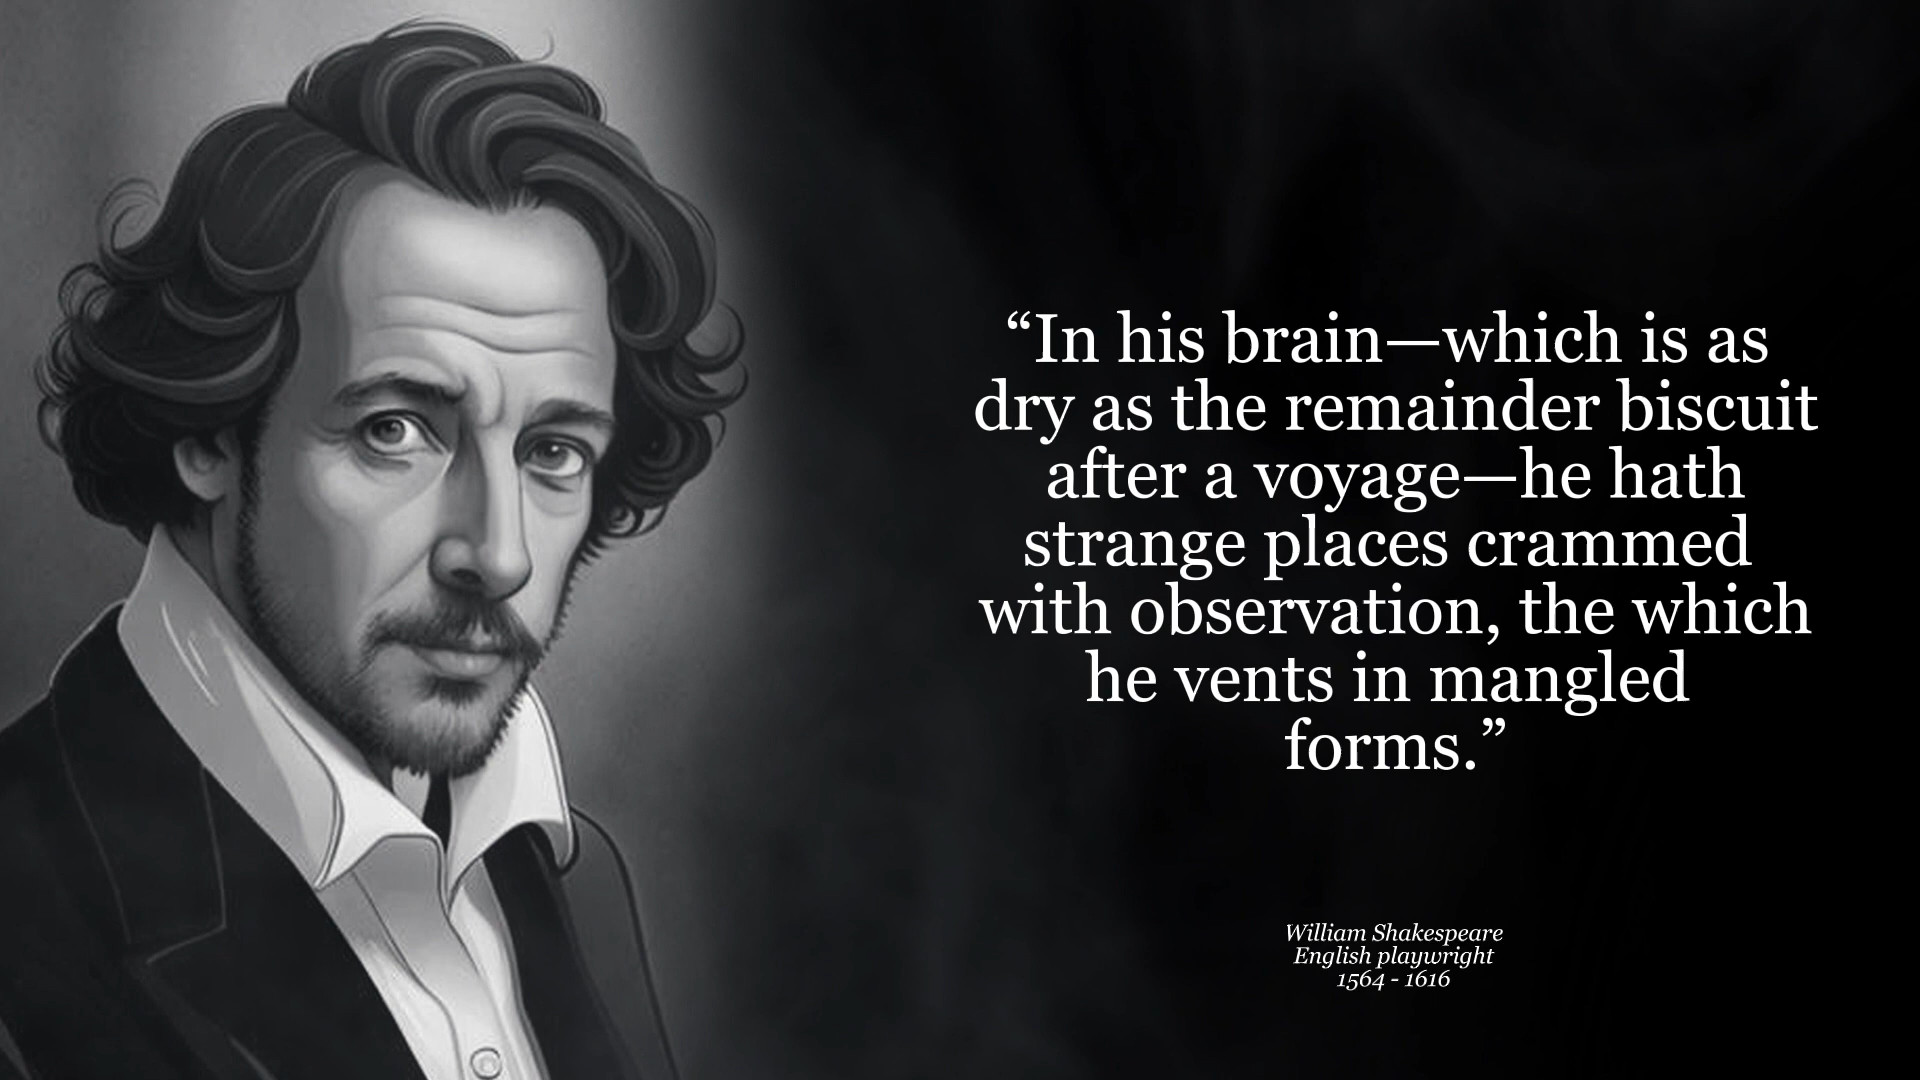 “In his brain—which is as
dry as the remainder biscuit
after a voyage—he hath
strange places crammed
with observation, the which
he vents in mangled
forms.”
William Shakespeare
English playwright
1564 - 1616